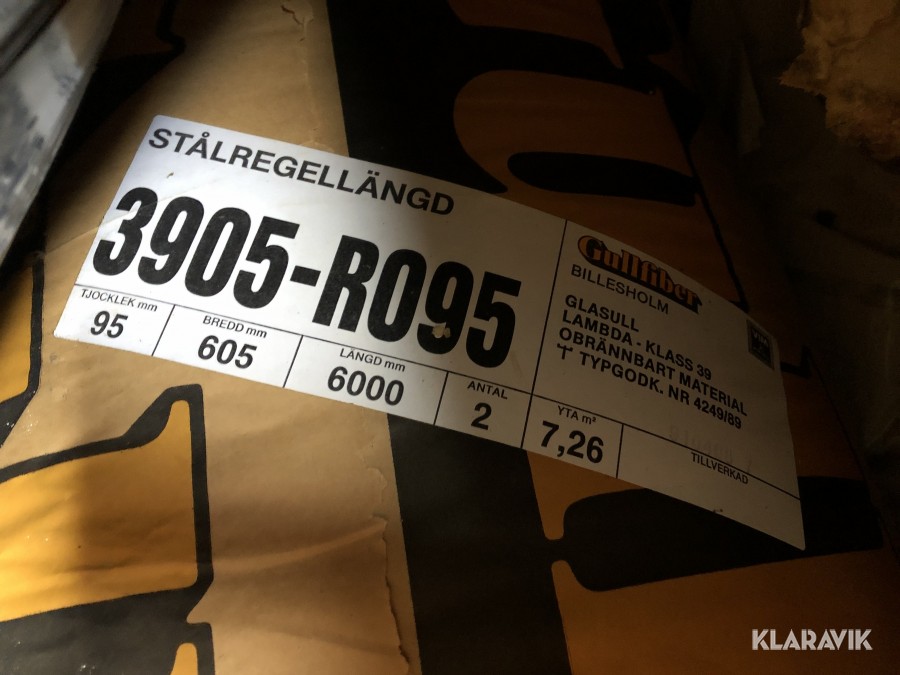 STÅLREGELLÄNGD
3905-R095
TJOCKLEK mm
95
BREDD mm
605
LÄNGD mm
6000
ANTAL
2
YTA m²
7,26
Gullfiber
BILLESHOLM
GLASULL
LAMBDA - KLASS 39
OBRÄNNBART MATERIAL
TYPGODK. NR 4249/89
TILLVERKAD
KLARAVIK